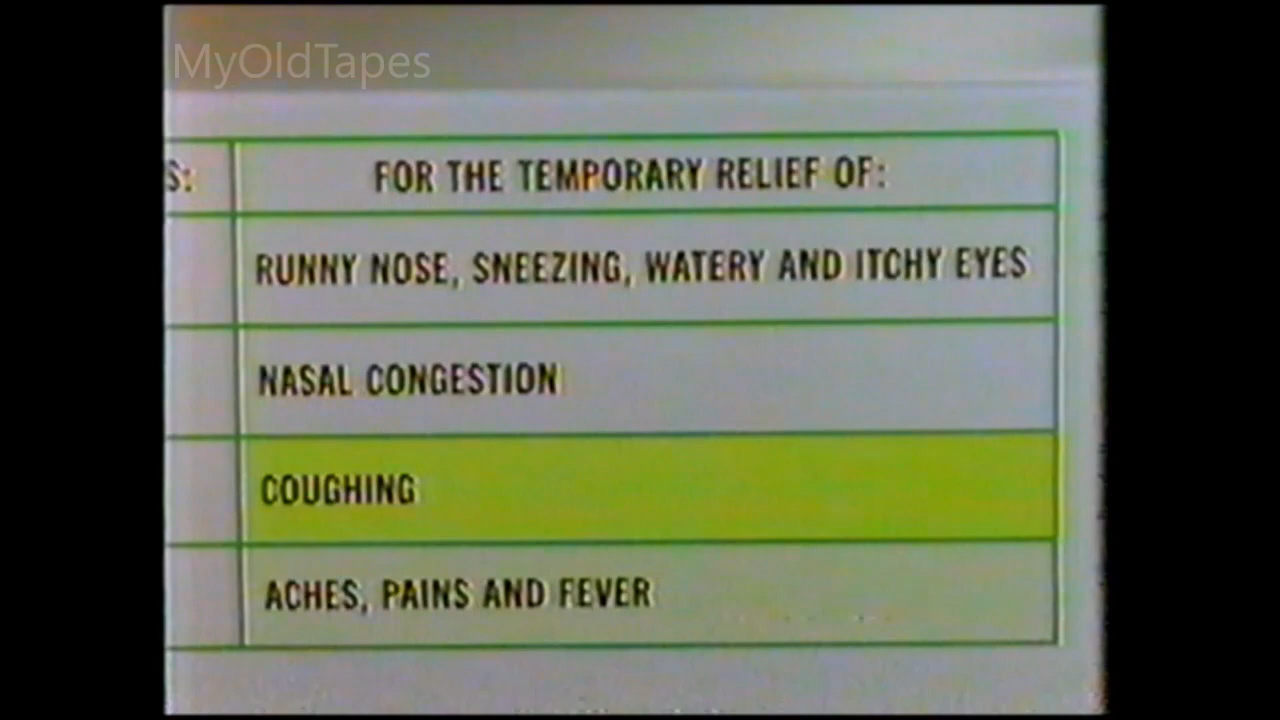 MyOldTapes
S:
FOR THE TEMPORARY RELIEF OF:
RUNNY NOSE, SNEEZING, WATERY AND ITCHY EYES
NASAL CONGESTION
COUGHING
ACHES, PAINS AND FEVER